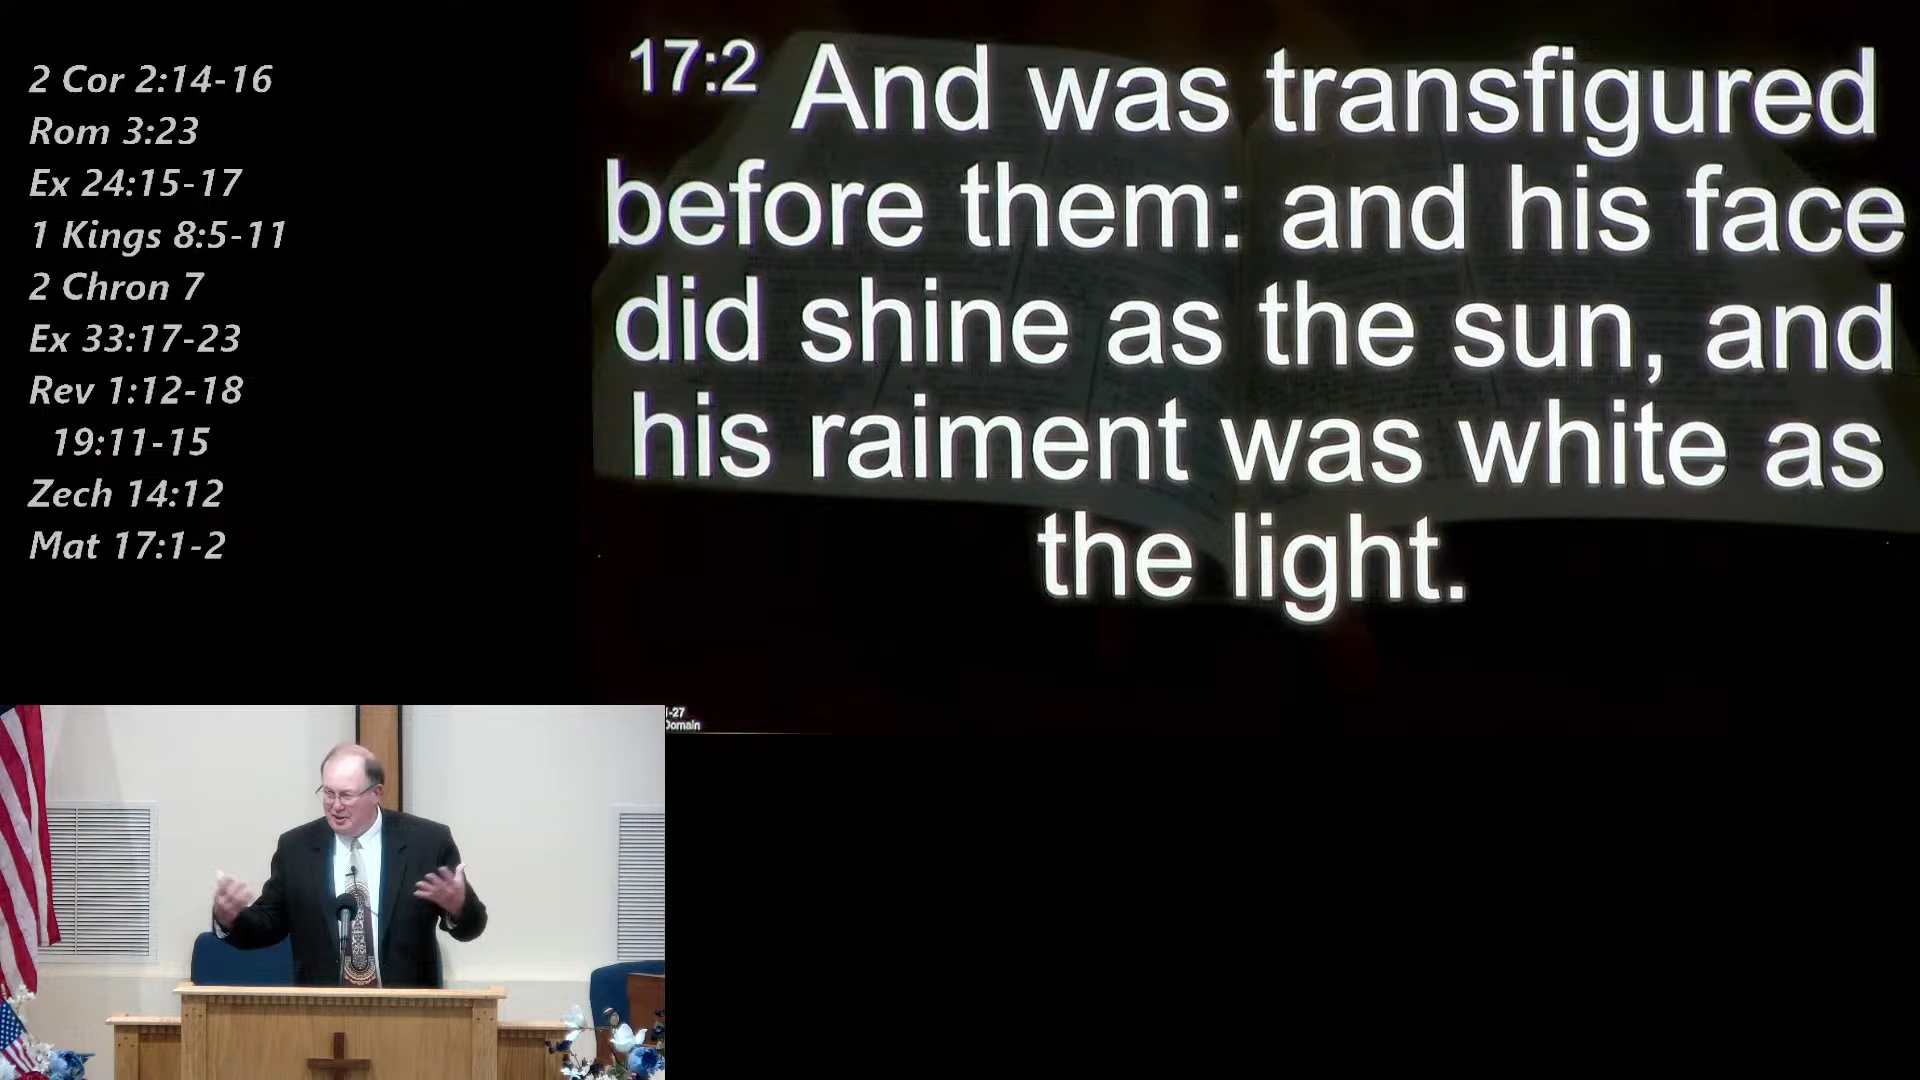 2 Cor 2:14-16
Rom 3:23
Ex 24:15-17
1 Kings 8:5-11
2 Chron 7
Ex 33:17-23
Rev 1:12-18
19:11-15
Zech 14:12
Mat 17:1-2
17:2 And was transfigured
before them: and his face
did shine as the sun, and
his raiment was white as
the light.
-27
Domain